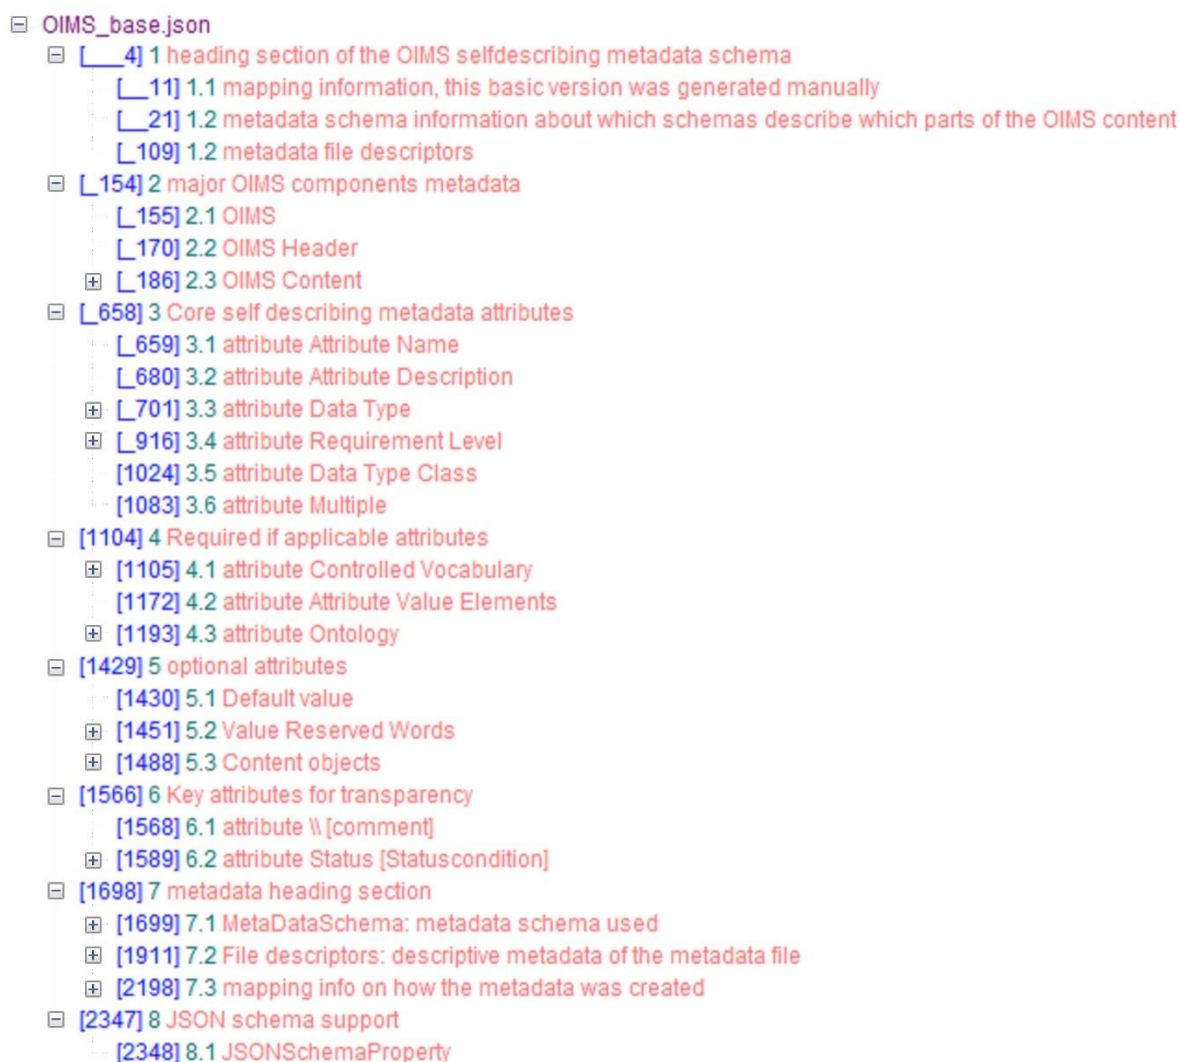 OIMS_base.json
[___4] 1 heading section of the OIMS selfdescribing metadata schema
[__11] 1.1 mapping information, this basic version was generated manually
[__21] 1.2 metadata schema information about which schemas describe which parts of the OIMS content
[_109] 1.2 metadata file descriptors
[_154] 2 major OIMS components metadata
[_155] 2.1 OIMS
[_170] 2.2 OIMS Header
[_186] 2.3 OIMS Content
[_658] 3 Core self describing metadata attributes
[_659] 3.1 attribute Attribute Name
[_680] 3.2 attribute Attribute Description
[_701] 3.3 attribute Data Type
[_916] 3.4 attribute Requirement Level
[1024] 3.5 attribute Data Type Class
[1083] 3.6 attribute Multiple
[1104] 4 Required if applicable attributes
[1105] 4.1 attribute Controlled Vocabulary
[1172] 4.2 attribute Attribute Value Elements
[1193] 4.3 attribute Ontology
[1429] 5 optional attributes
[1430] 5.1 Default value
[1451] 5.2 Value Reserved Words
[1488] 5.3 Content objects
[1566] 6 Key attributes for transparency
[1568] 6.1 attribute \\ [comment]
[1589] 6.2 attribute Status [Statuscondition]
[1698] 7 metadata heading section
[1699] 7.1 MetaDataSchema: metadata schema used
[1911] 7.2 File descriptors: descriptive metadata of the metadata file
[2198] 7.3 mapping info on how the metadata was created
[2347] 8 JSON schema support
[2348] 8.1 JSONSchemaProperty